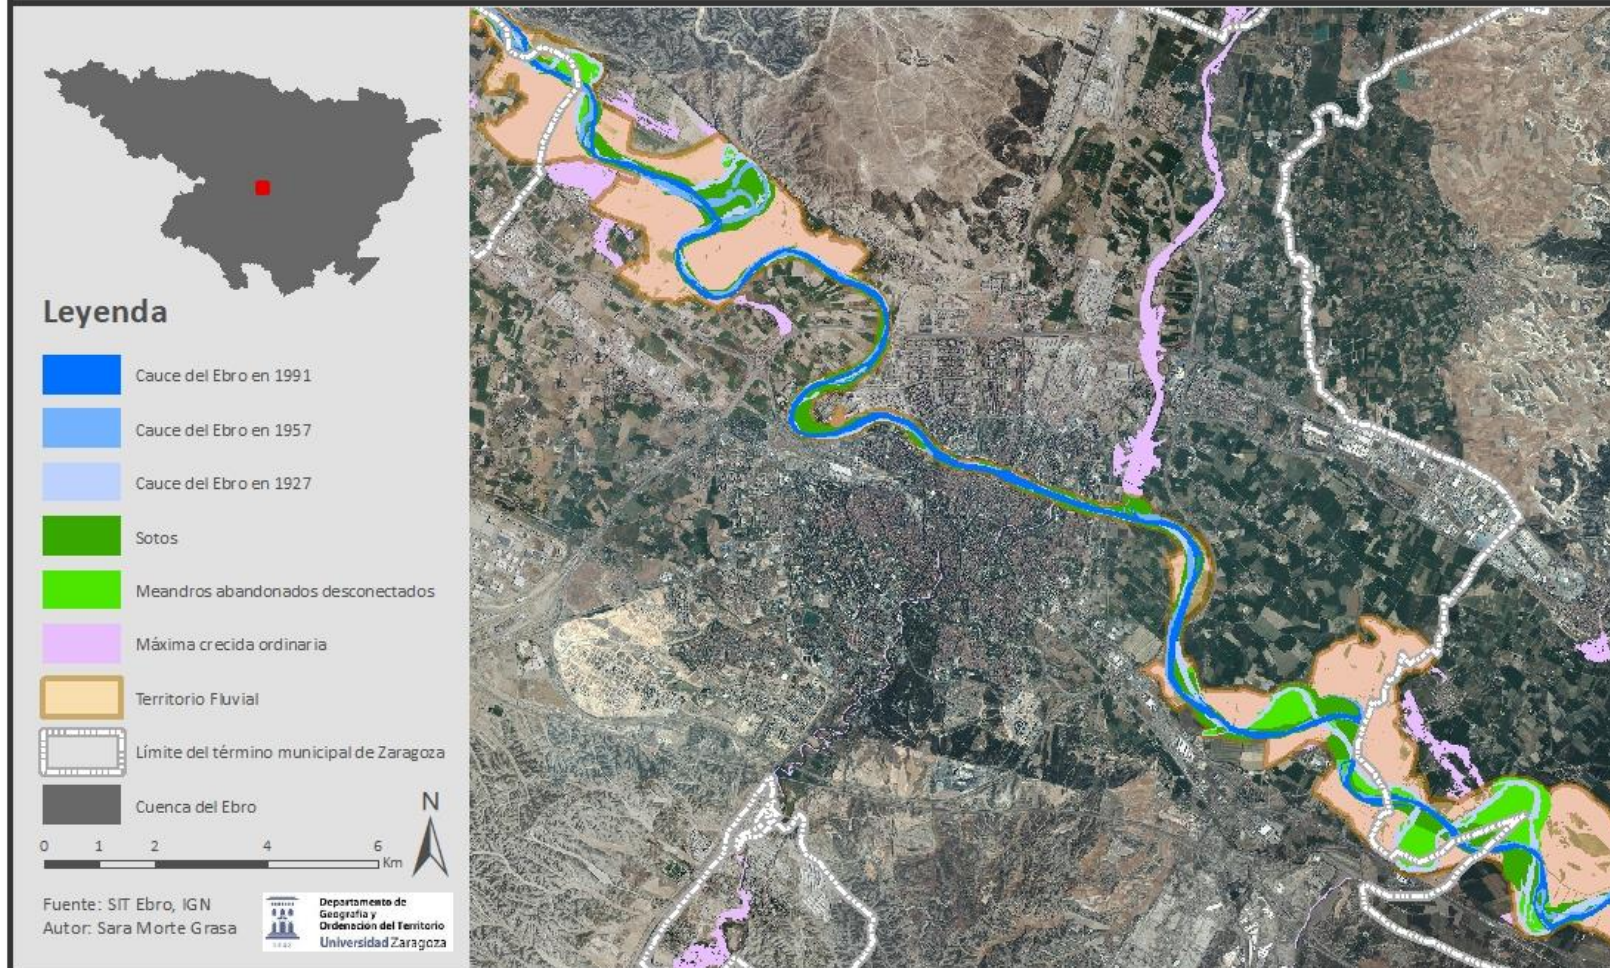 Leyenda
Cauce del Ebro en 1991
Cauce del Ebro en 1957
Cauce del Ebro en 1927
Sotos
Meandros abandonados desconectados
Máxima crecida ordinaria
Territorio Fluvial
Límite del término municipal de Zaragoza
Cuenca del Ebro
N
0 1 2 4 6
Km
Fuente: SIT Ebro, IGN
Autor: Sara Morte Grasa
Departamento de
Geografía y
Ordenación del Territorio
Universidad Zaragoza